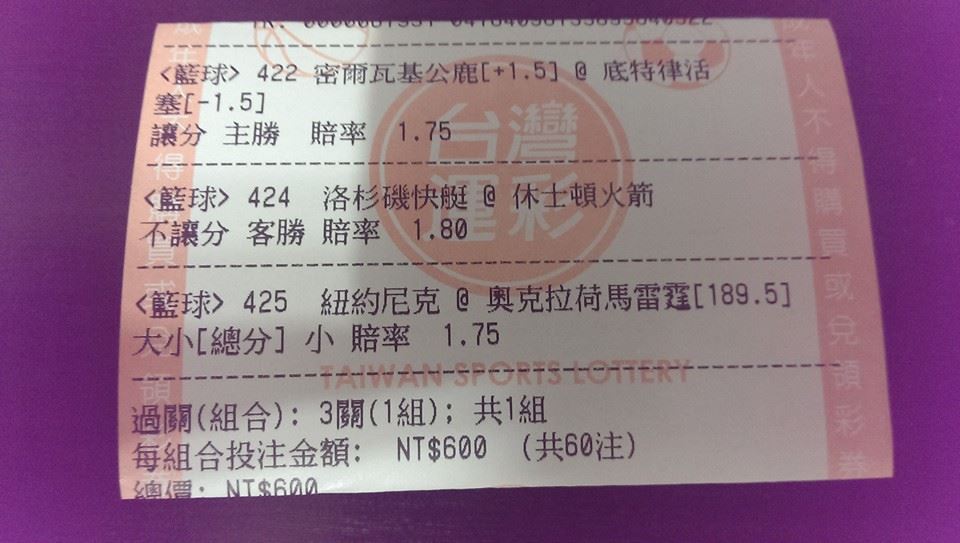 <籃球> 422 密爾瓦基公鹿[+1.5] @ 底特律活
塞[-1.5]
讓分 主勝 賠率 1.75
<籃球> 424 洛杉磯快艇 @ 休士頓火箭
不讓分 客勝 賠率 1.80
<籃球> 425 紐約尼克 @ 奧克拉荷馬雷霆[189.5]
大小[總分] 小 賠率 1.75
TAIWAN SPORTS LOTTERY
過關(組合): 3關(1組); 共1組
每組合投注金額: NT$600 (共60注)
總價: NT$600
台灣
運彩
年人不得購買或兌領彩券